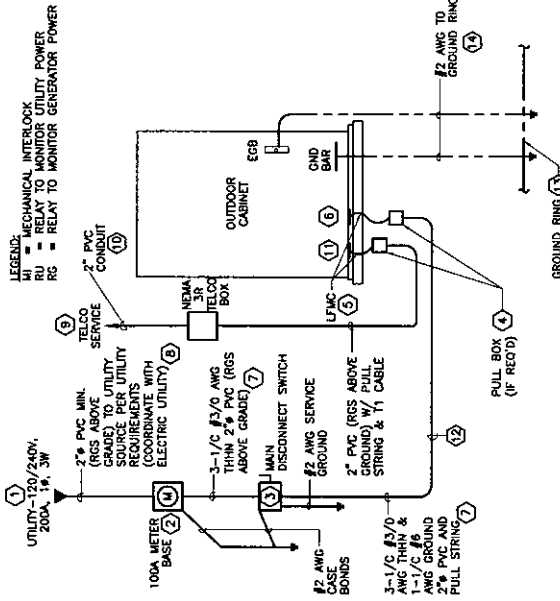 LEGEND:
MI = MECHANICAL INTERLOCK
RU = RELAY TO MONITOR UTILITY POWER
RG = RELAY TO MONITOR GENERATOR POWER
1
UTILITY-120/240V,
200A, 1ø, 3W
2"ø PVC MIN.
(RGS ABOVE
GRADE) TO UTILITY
SOURCE PER UTILITY
REQUIREMENTS
(COORDINATE WITH
ELECTRIC UTILITY)
8
9
TELCO
SERVICE
2" PVC
CONDUIT
10
NEMA
3R
TELCO
BOX
M
100A METER
BASE
2
3-1/C #3/0 AWG
THHN 2"ø PVC (RGS
ABOVE GRADE)
7
3
MAIN
DISCONNECT SWITCH
#2 AWG SERVICE
GROUND
#2 AWG
CASE
BONDS
OUTDOOR
CABINET
EGB
GND
BAR
11
6
LFMC
5
2" PVC (RGS ABOVE
GROUND) W/ PULL
STRING & T1 CABLE
PULL BOX
(IF REQ'D)
4
12
3-1/C #3/0
AWG THHN &
1-1/C #6
AWG GROUND
2"ø PVC AND
PULL STRING
7
#2 AWG TO
GROUND RING
14
GROUND RING
13